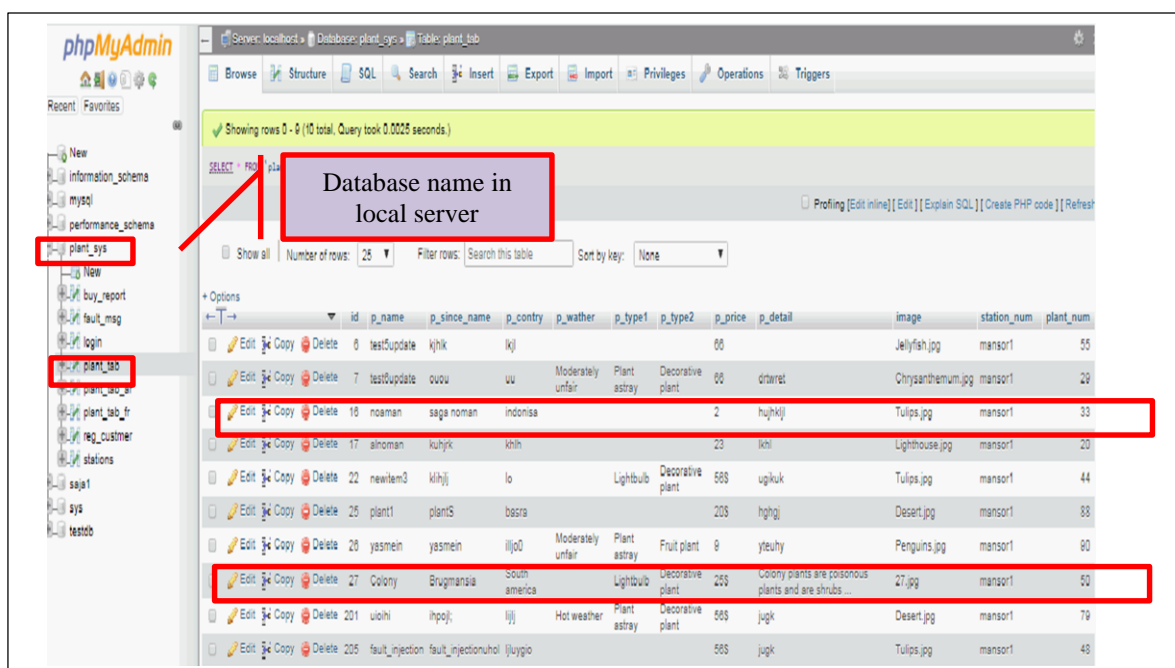 phpMyAdmin
Recent Favorites
New
information_schema
mysql
performance_schema
plant_sys
New
buy_report
fault_msg
login
plant_tab
plant_tab_ar
plant_tab_fr
reg_custmer
stations
saja1
sys
testdb
Server: localhost » Database: plant_sys » Table: plant_tab
Browse Structure SQL Search Insert Export Import Privileges Operations Triggers
Showing rows 0 - 9 (10 total, Query took 0.0025 seconds.)
SELECT * FROM `pla
Database name in
local server
Profiling [Edit inline] [ Edit ] [ Explain SQL ] [ Create PHP code ] [ Refresh
Show all Number of rows: 25 Filter rows: Search this table Sort by key: None
+ Options
←T→ id p_name p_since_name p_contry p_wather p_type1 p_type2 p_price p_detail image station_num plant_num
Edit Copy Delete 6 test5update kjhlk lkjl 66 Jellyfish.jpg mansor1 55
Edit Copy Delete 7 test6update ouou uu Moderately unfair Plant astray Decorative plant 66 drtwret Chrysanthemum.jpg mansor1 29
Edit Copy Delete 16 noaman saga noman indonisa 2 hujhkljl Tulips.jpg mansor1 33
Edit Copy Delete 17 alnoman kuhjrk khlh 23 lkhl Lighthouse.jpg mansor1 20
Edit Copy Delete 22 newitem3 klihjlj lo Lightbulb Decorative plant 56$ ugikuk Tulips.jpg mansor1 44
Edit Copy Delete 25 plant1 plantS basra 20$ hghgj Desert.jpg mansor1 88
Edit Copy Delete 26 yasmein yasmein illjo0 Moderately unfair Plant astray Fruit plant 9 yteuhy Penguins.jpg mansor1 90
Edit Copy Delete 27 Colony Brugmansia South america Lightbulb Decorative plant 25$ Colony plants are poisonous plants and are shrubs ... 27.jpg mansor1 50
Edit Copy Delete 201 uioihi ihpojl; lijlj Hot weather Plant astray Decorative plant 56$ jugk Desert.jpg mansor1 79
Edit Copy Delete 205 fault_injection fault_injectionuhol ljluygio 56$ jugk Tulips.jpg mansor1 48